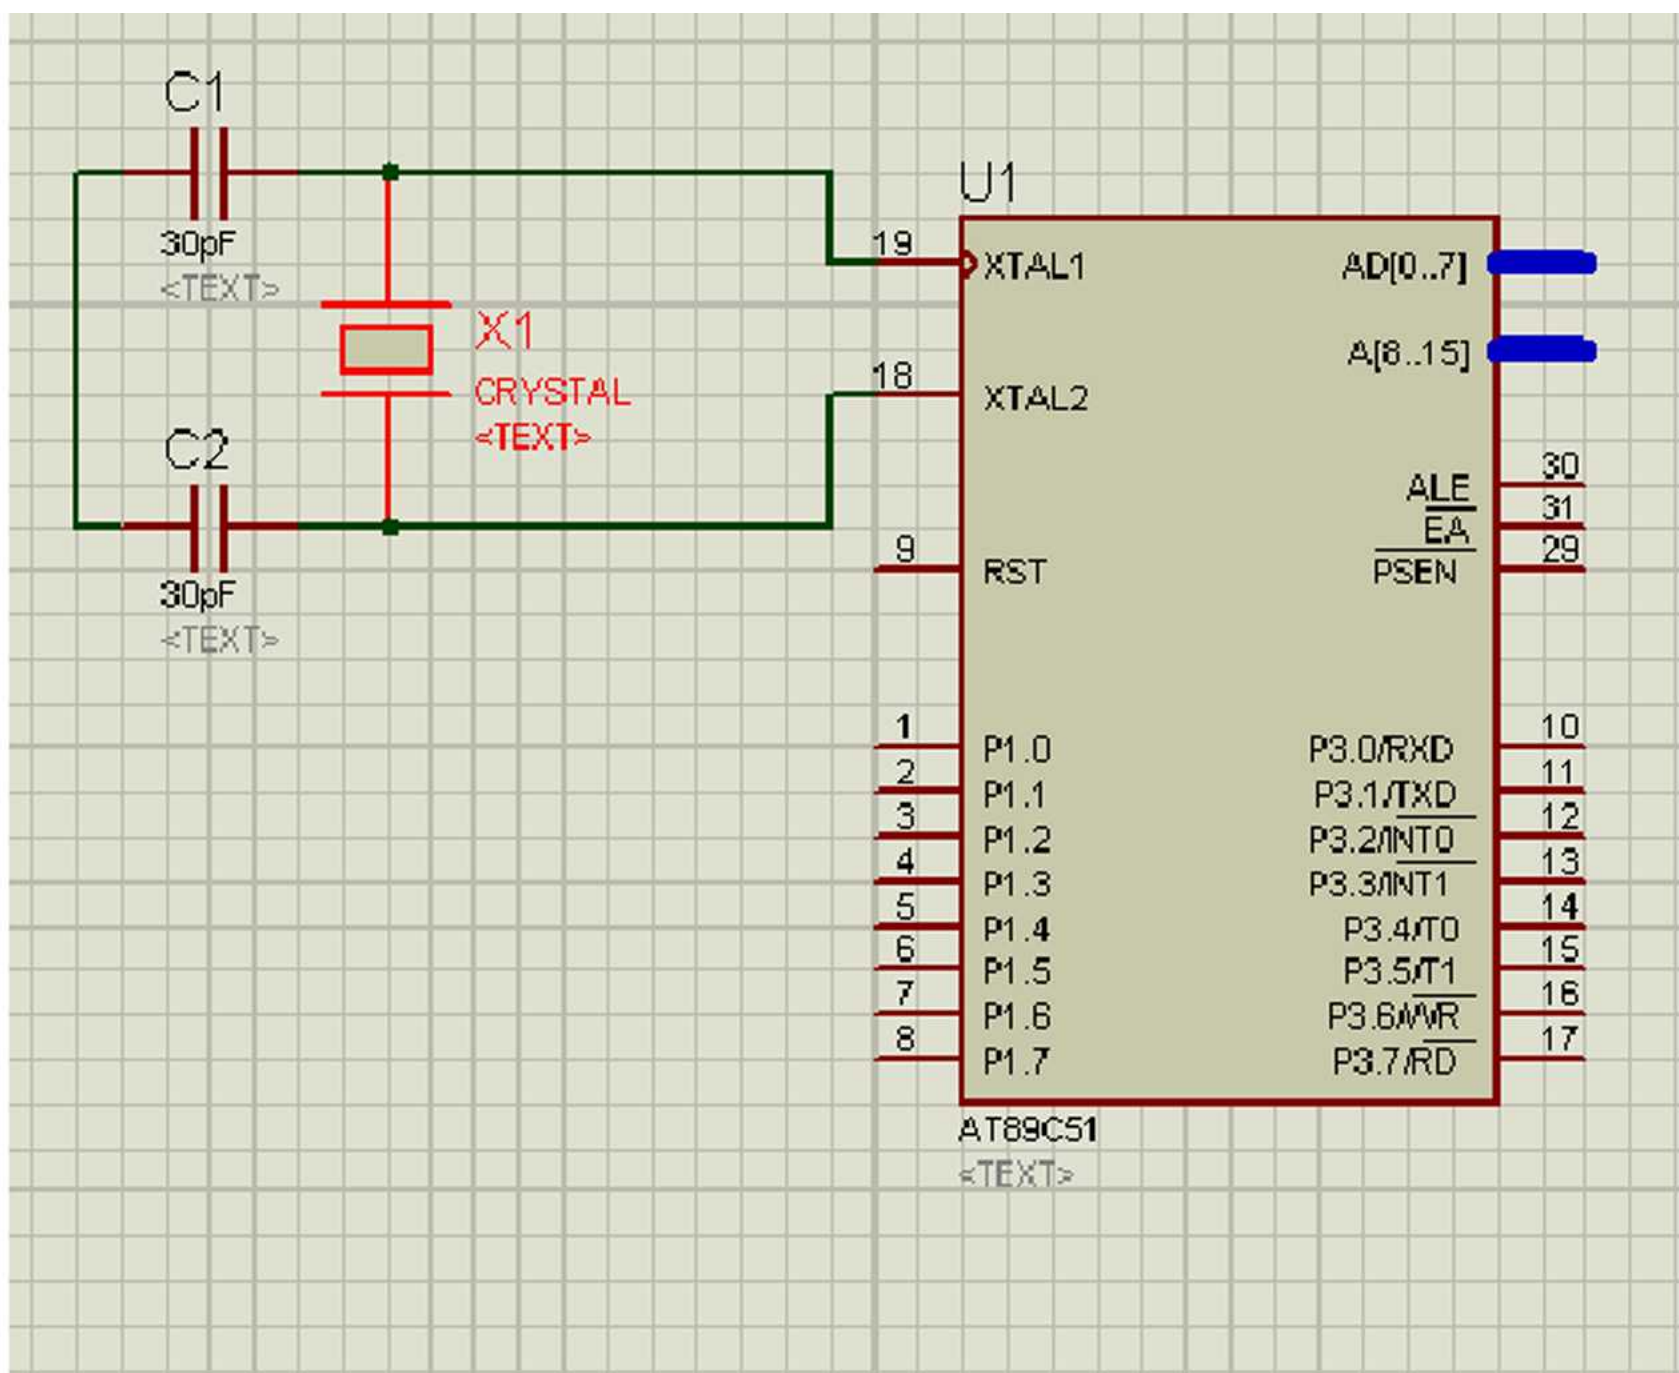 C1
30pF
<TEXT>
X1
CRYSTAL
<TEXT>
C2
30pF
<TEXT>
U1
19 XTAL1
18 XTAL2
9 RST
1 P1.0
2 P1.1
3 P1.2
4 P1.3
5 P1.4
6 P1.5
7 P1.6
8 P1.7
AD[0..7]
A[8..15]
ALE 30
EA 31
PSEN 29
P3.0/RXD 10
P3.1/TXD 11
P3.2/INT0 12
P3.3/INT1 13
P3.4/T0 14
P3.5/T1 15
P3.6/WR 16
P3.7/RD 17
AT89C51
<TEXT>